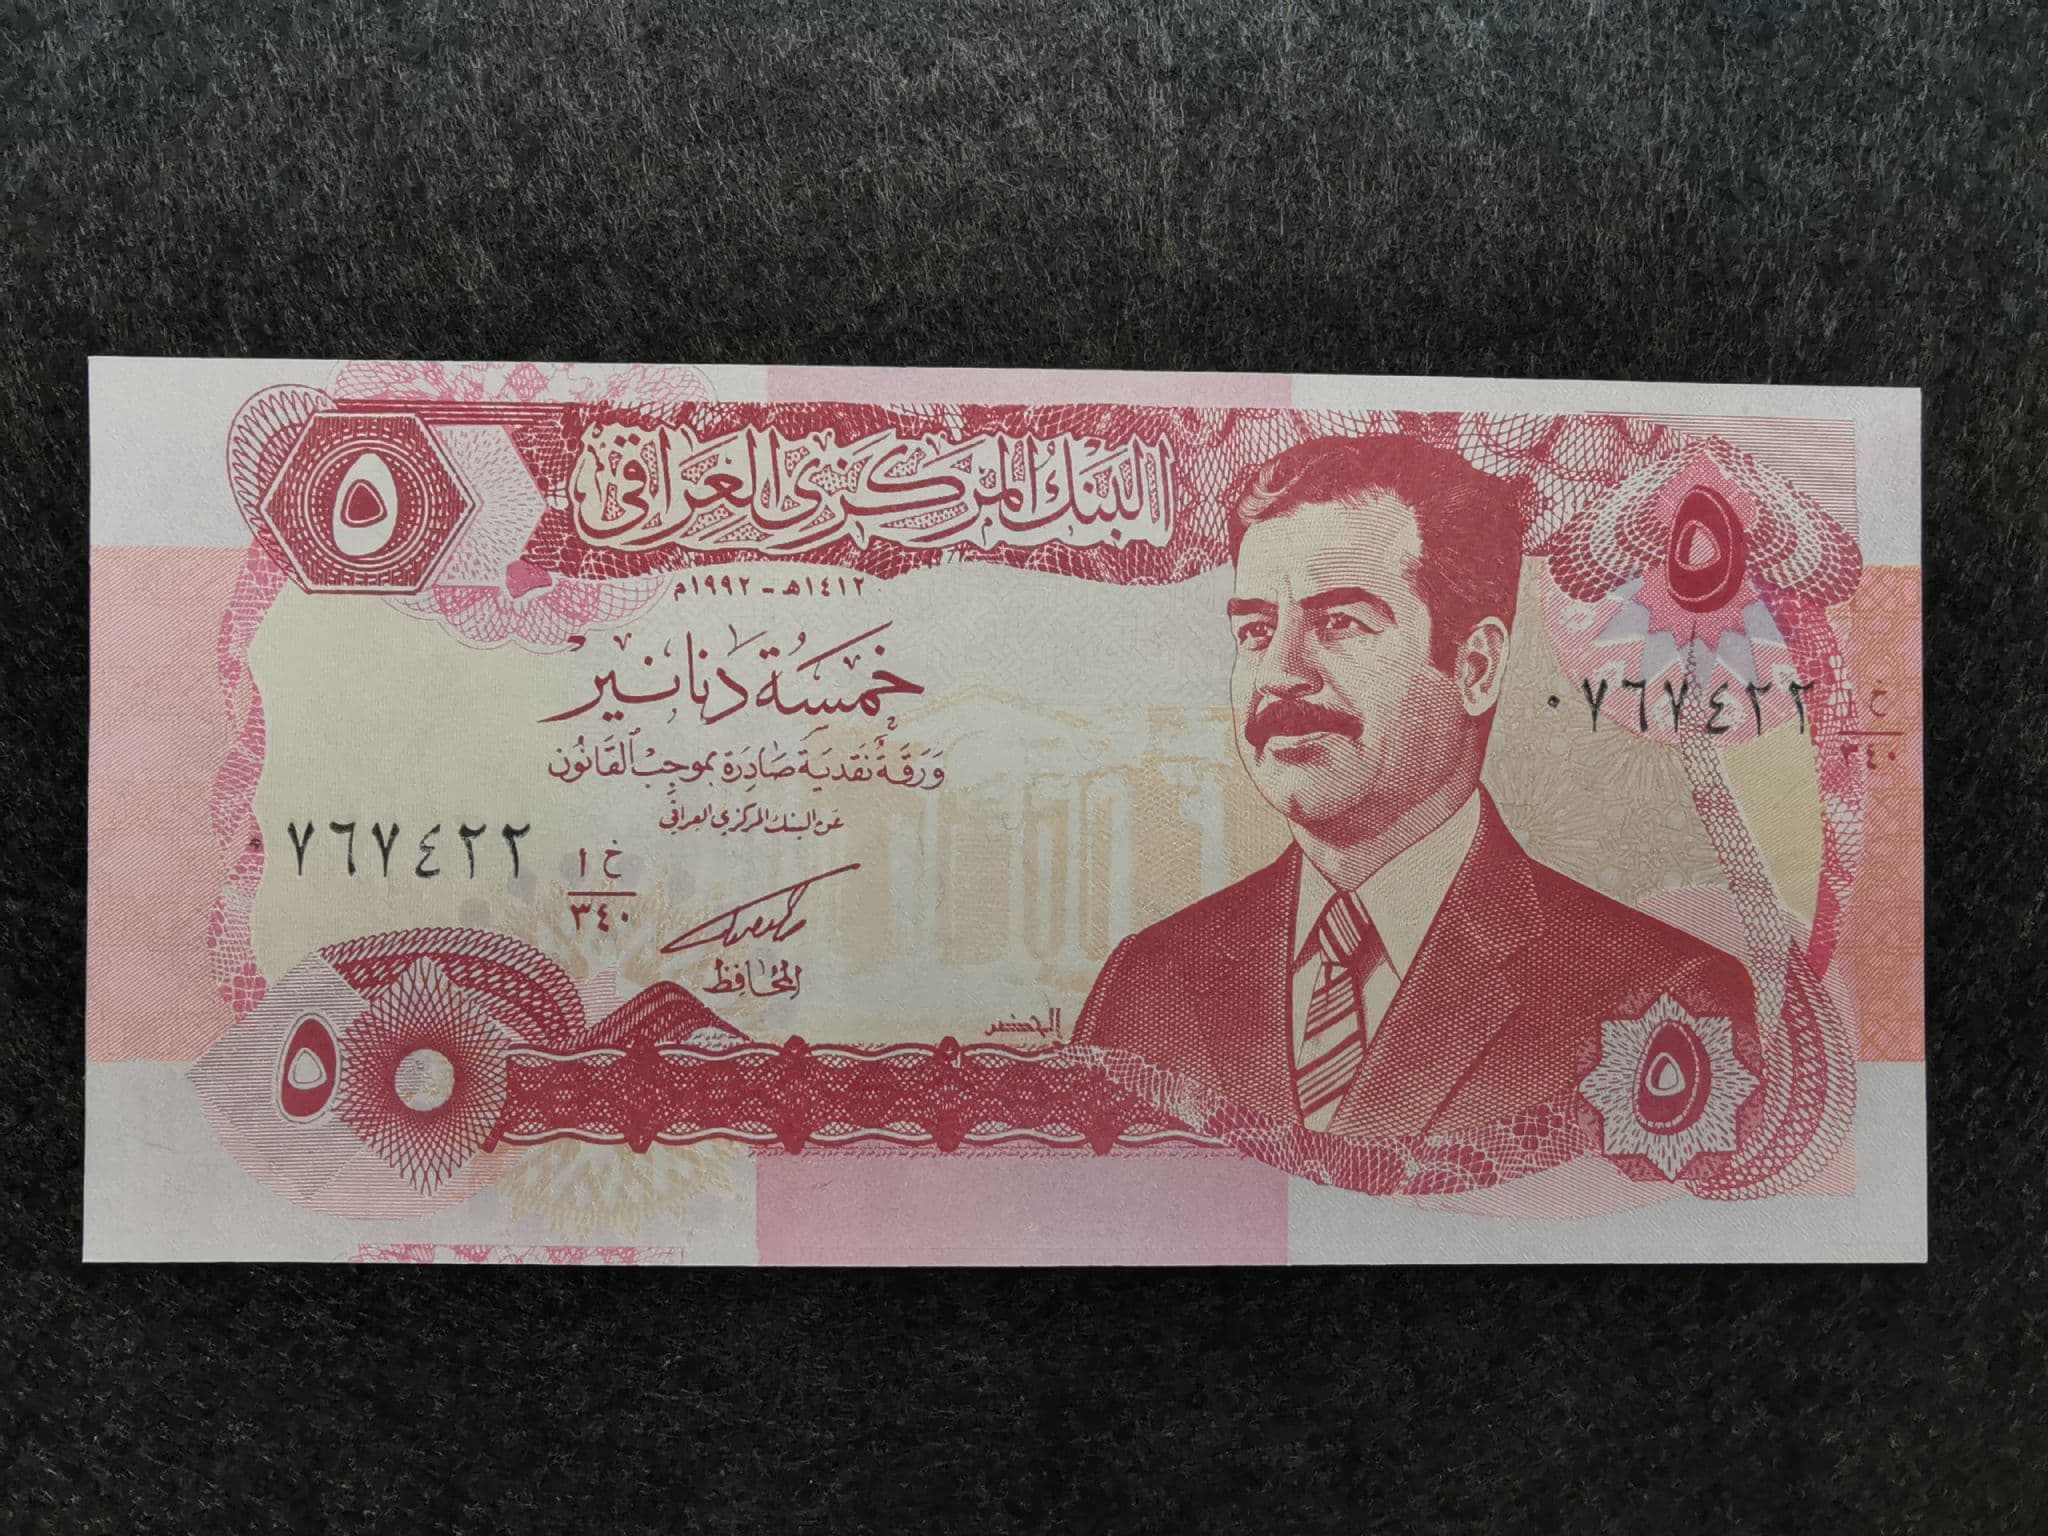 ٥
البنك المركزي العراقي
٥
١٤١٢هـ - ١٩٩٢م
خمسة دنانير
ورقة نقدية صادرة بموجب القانون
عن البنك المركزي العراقي
٠٧٦٧٤٢٢
خ ١
٣٤٠
٠٧٦٧٤٢٢
خ ١
٣٤٠
المحافظ
٥
٥